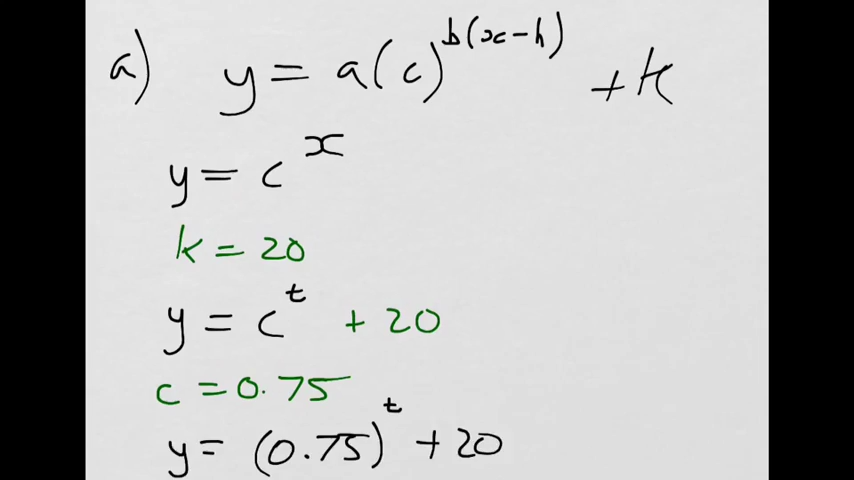 a) y = a(c)^{b(x-h)} + k
y = c^x
k = 20
y = c^t + 20
c = 0.75
y = (0.75)^t + 20